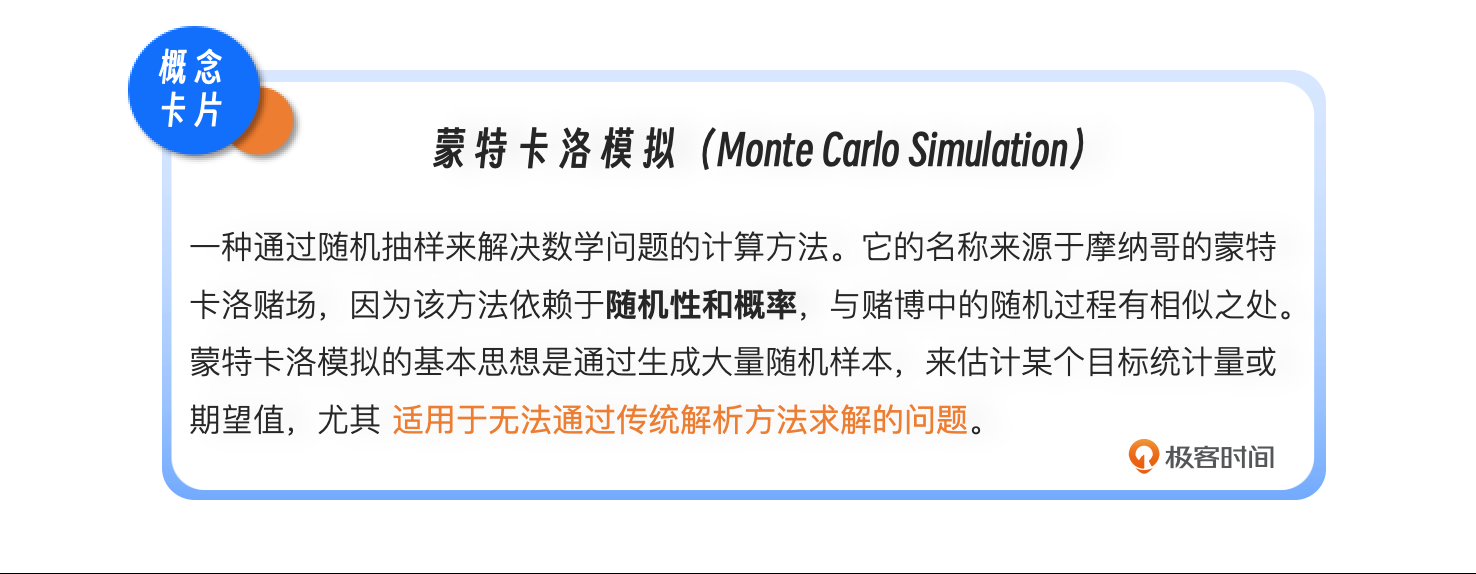 概念
卡片
蒙特卡洛模拟（Monte Carlo Simulation）
一种通过随机抽样来解决数学问题的计算方法。它的名称来源于摩纳哥的蒙特
卡洛赌场，因为该方法依赖于随机性和概率，与赌博中的随机过程有相似之处。
蒙特卡洛模拟的基本思想是通过生成大量随机样本，来估计某个目标统计量或
期望值，尤其 适用于无法通过传统解析方法求解的问题。
极客时间